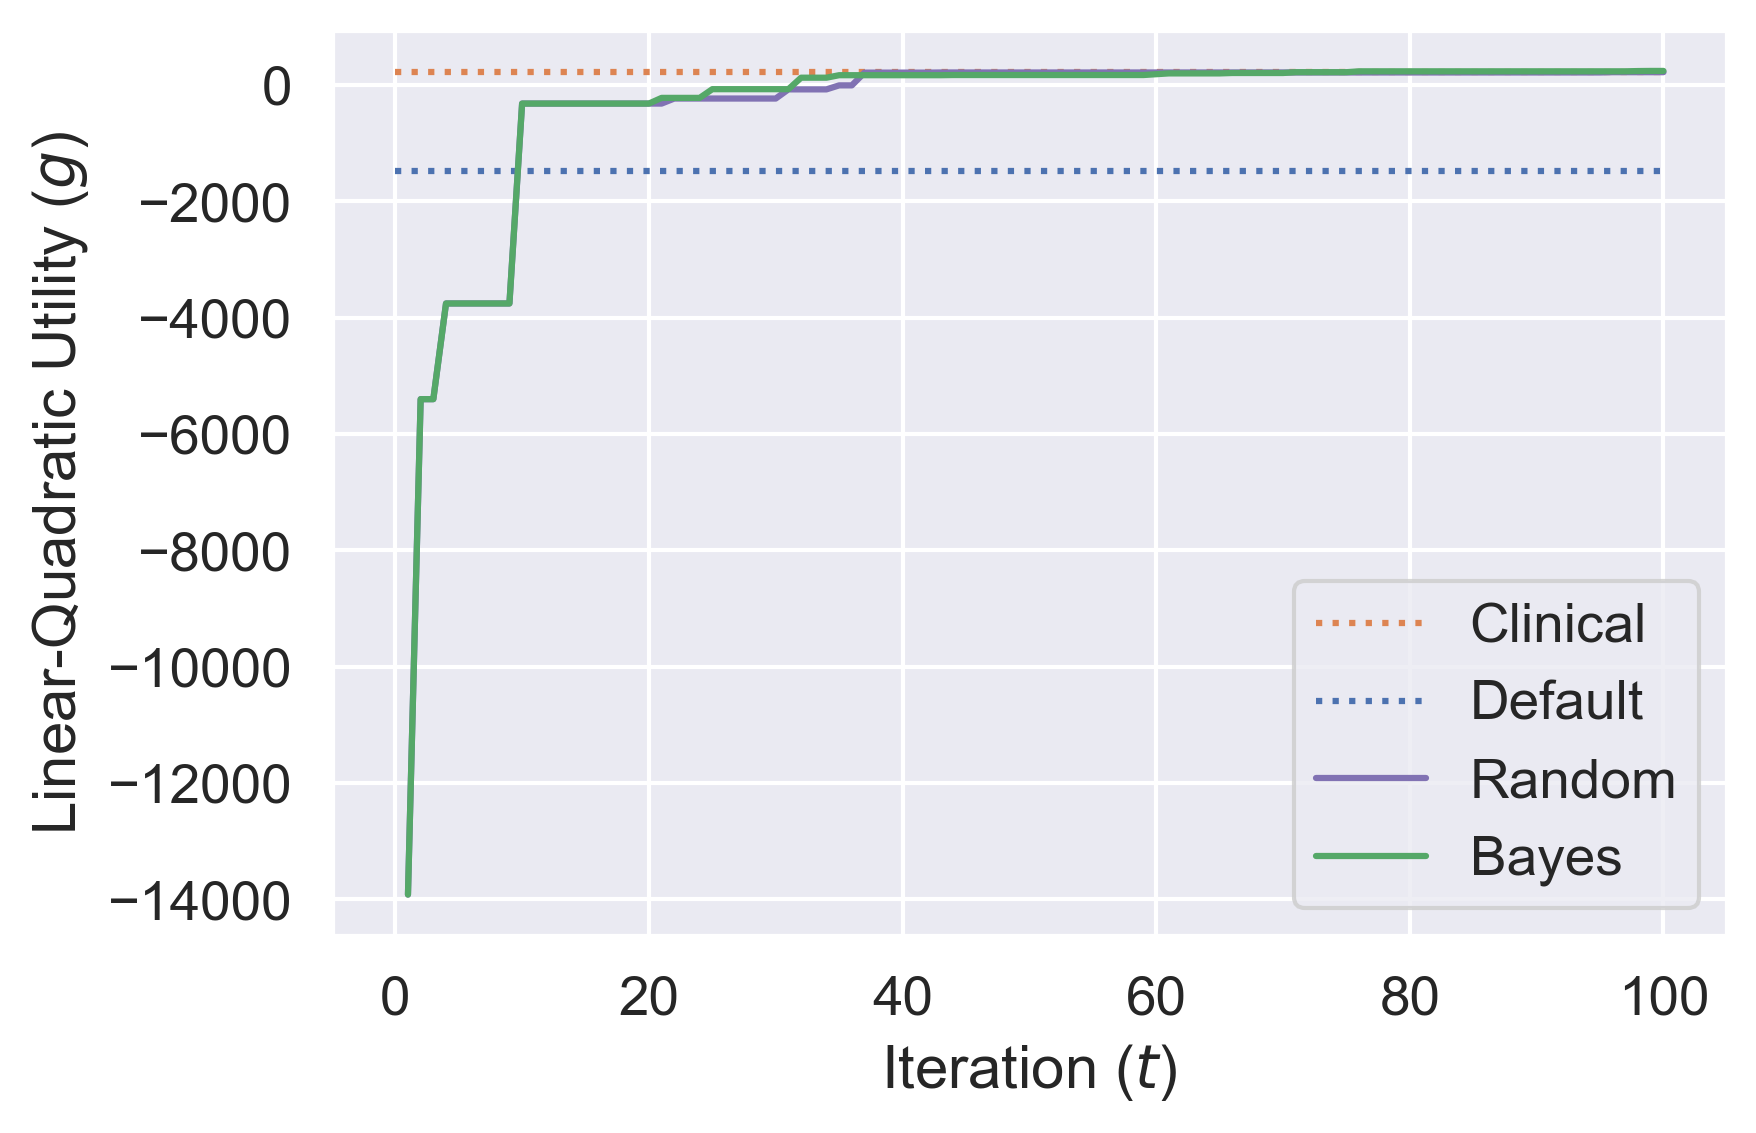 Linear-Quadratic Utility (g)
0
−2000
−4000
−6000
−8000
−10000
−12000
−14000
Clinical
Default
Random
Bayes
0 20 40 60 80 100
Iteration (t)